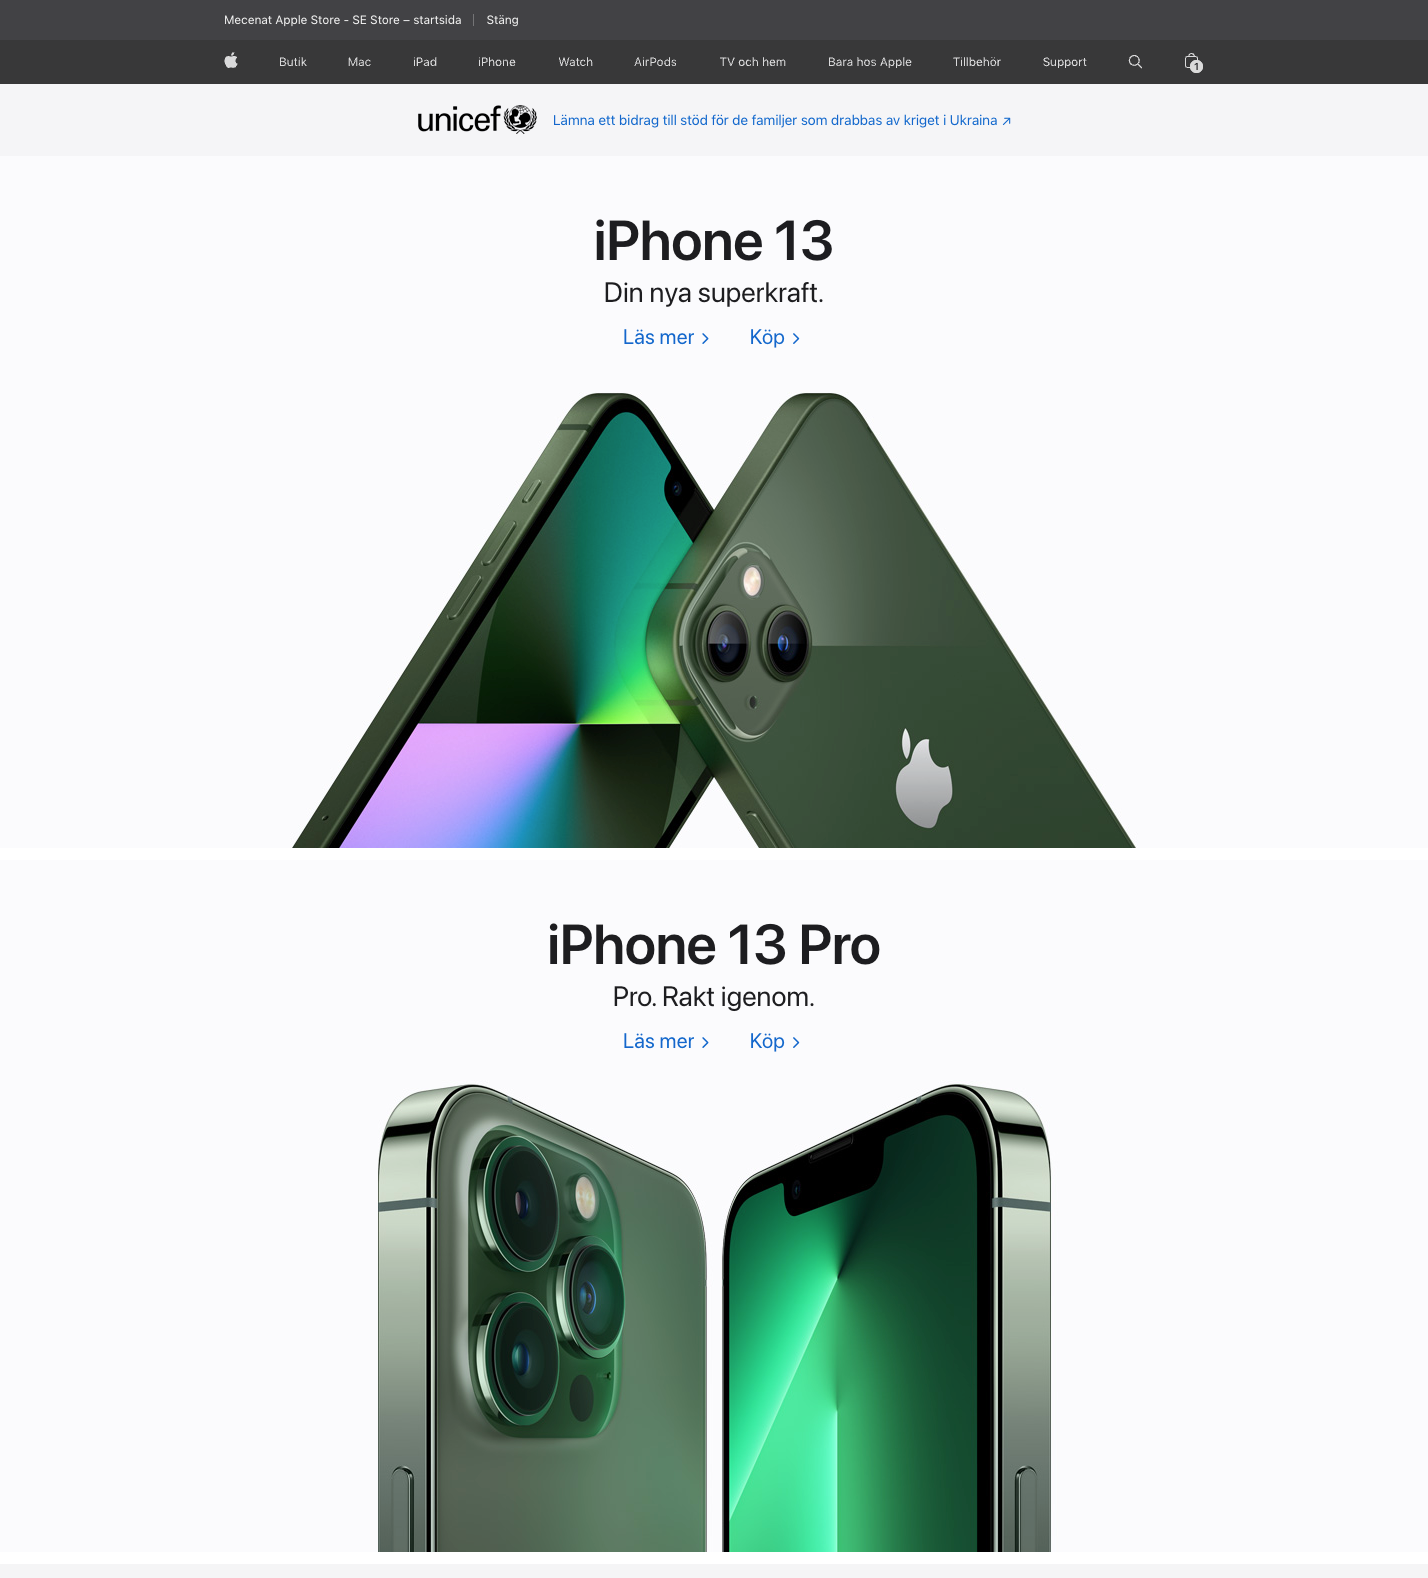 Mecenat Apple Store - SE Store – startsida Stäng
Butik Mac iPad iPhone Watch AirPods TV och hem Bara hos Apple Tillbehör Support 1
unicef Lämna ett bidrag till stöd för de familjer som drabbas av kriget i Ukraina ↗
iPhone 13
Din nya superkraft.
Läs mer > Köp >
iPhone 13 Pro
Pro. Rakt igenom.
Läs mer > Köp >